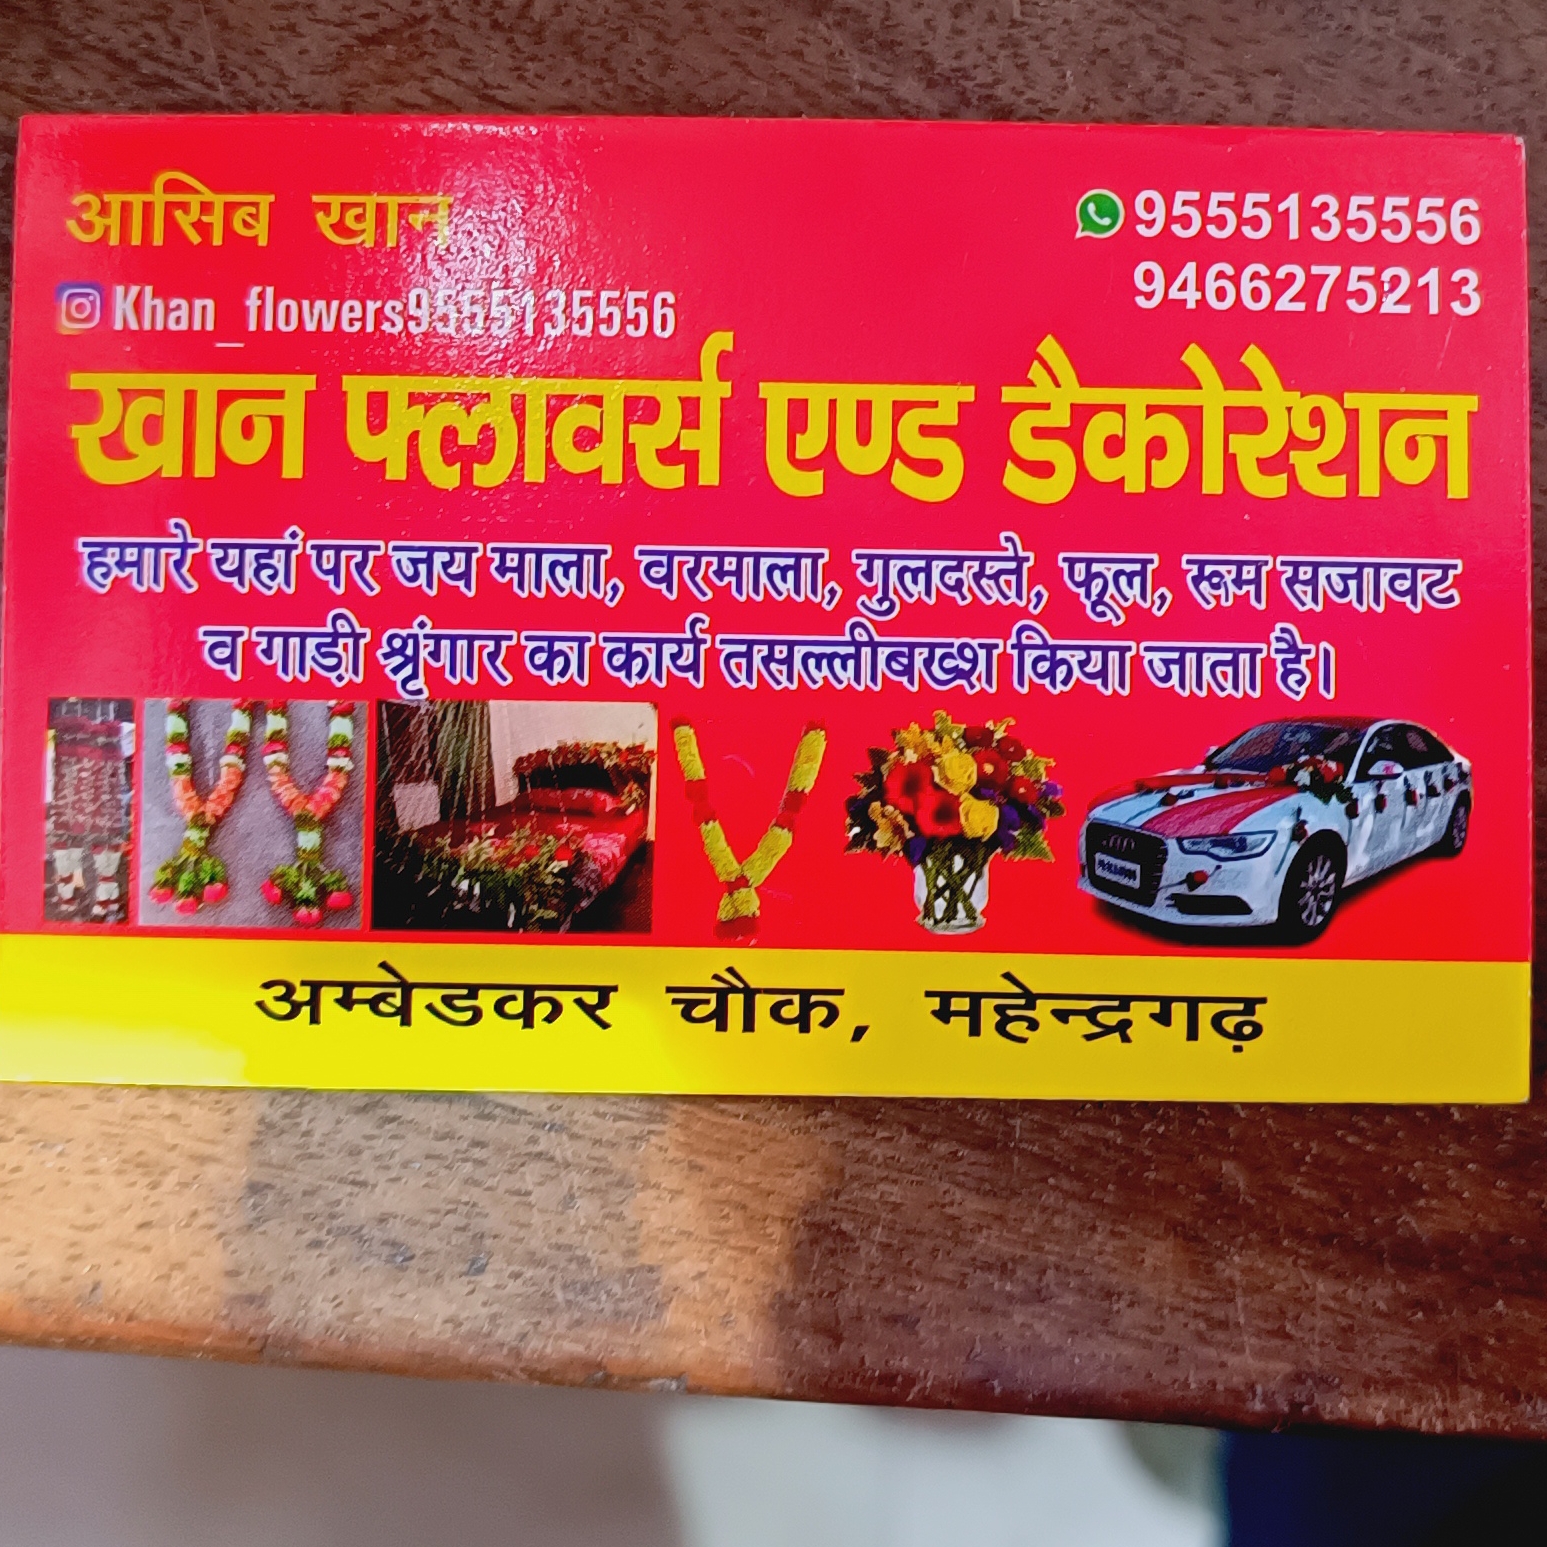 आसिब खान
9555135556
Khan_flowers9555135556
9466275213
खान फ्लावर्स एण्ड डैकोरेशन
हमारे यहां पर जय माला, वरमाला, गुलदस्ते, फूल, रूम सजावट
व गाड़ी श्रृंगार का कार्य तसल्लीबख्श किया जाता है।
अम्बेडकर चौक, महेन्द्रगढ़